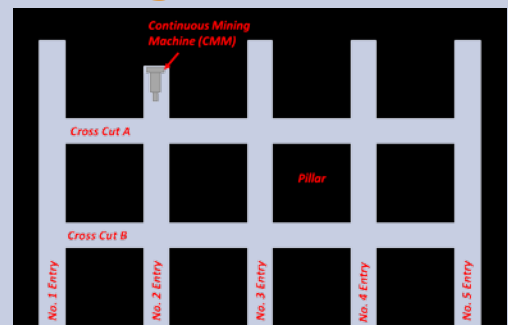 Continuous Mining
Machine (CMM)
Cross Cut A
Pillar
Cross Cut B
No. 1 Entry
No. 2 Entry
No. 3 Entry
No. 4 Entry
No. 5 Entry